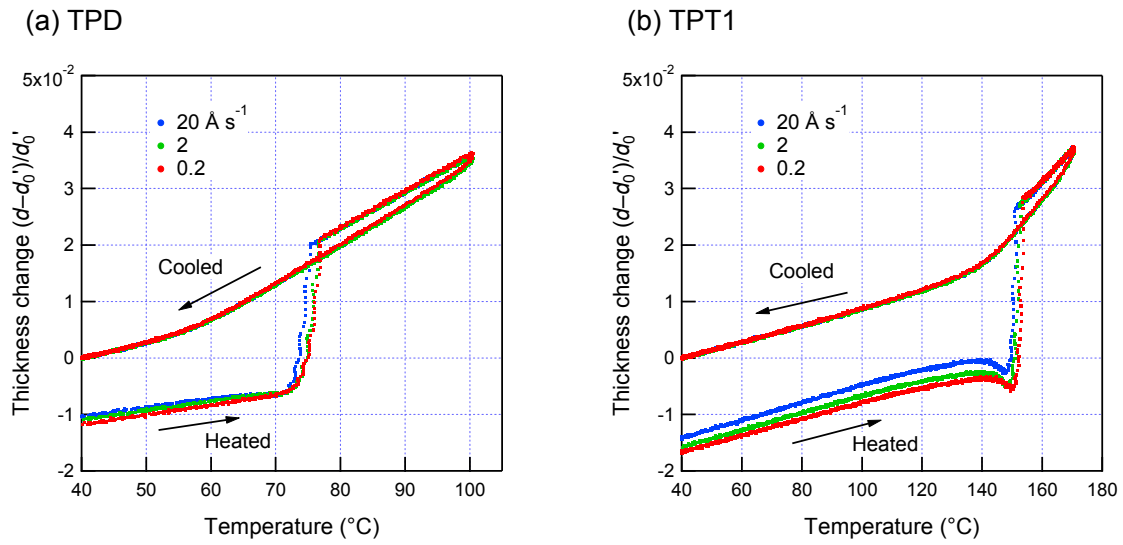 (a) TPD
Thickness change (d–d₀')/d₀'
5x10⁻²
4
3
2
1
0
-1
-2
20 Å s⁻¹
2
0.2
Cooled
Heated
40 50 60 70 80 90 100
Temperature (°C)
(b) TPT1
Thickness change (d–d₀')/d₀'
5x10⁻²
4
3
2
1
0
-1
-2
20 Å s⁻¹
2
0.2
Cooled
Heated
40 60 80 100 120 140 160 180
Temperature (°C)